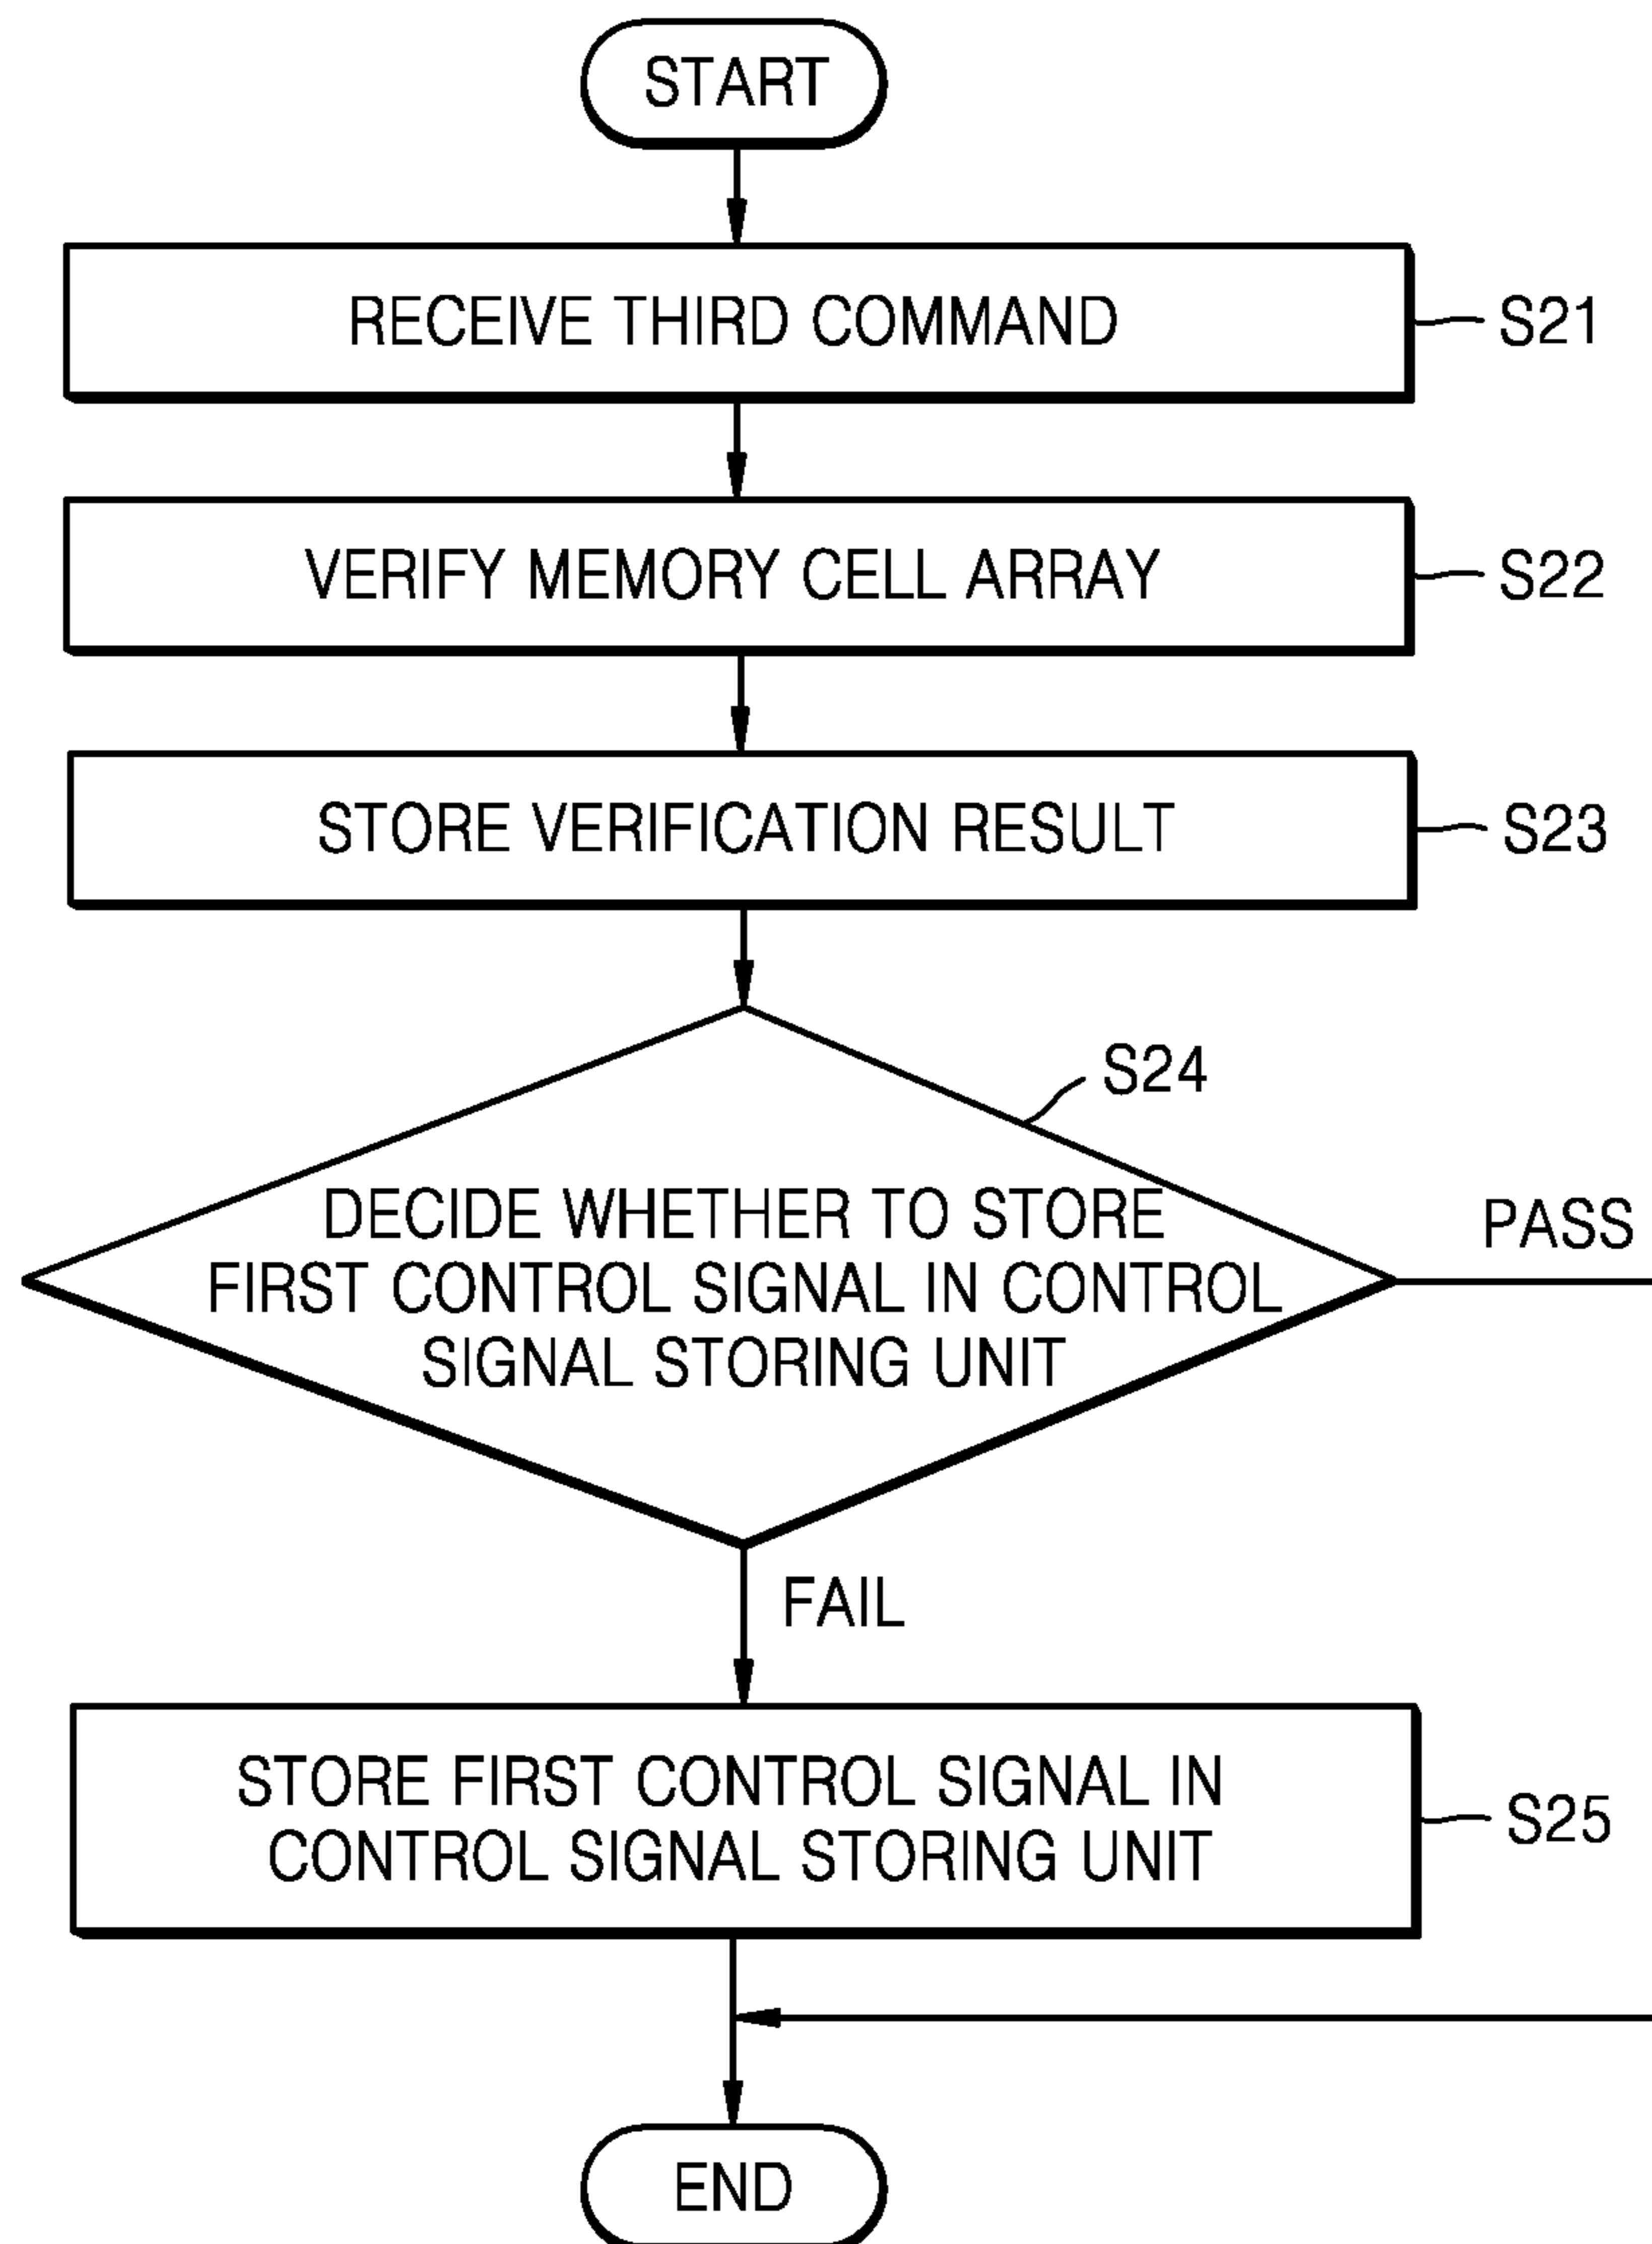 START
RECEIVE THIRD COMMAND
S21
VERIFY MEMORY CELL ARRAY
S22
STORE VERIFICATION RESULT
S23
S24
DECIDE WHETHER TO STORE
FIRST CONTROL SIGNAL IN CONTROL
SIGNAL STORING UNIT
PASS
FAIL
STORE FIRST CONTROL SIGNAL IN
CONTROL SIGNAL STORING UNIT
S25
END